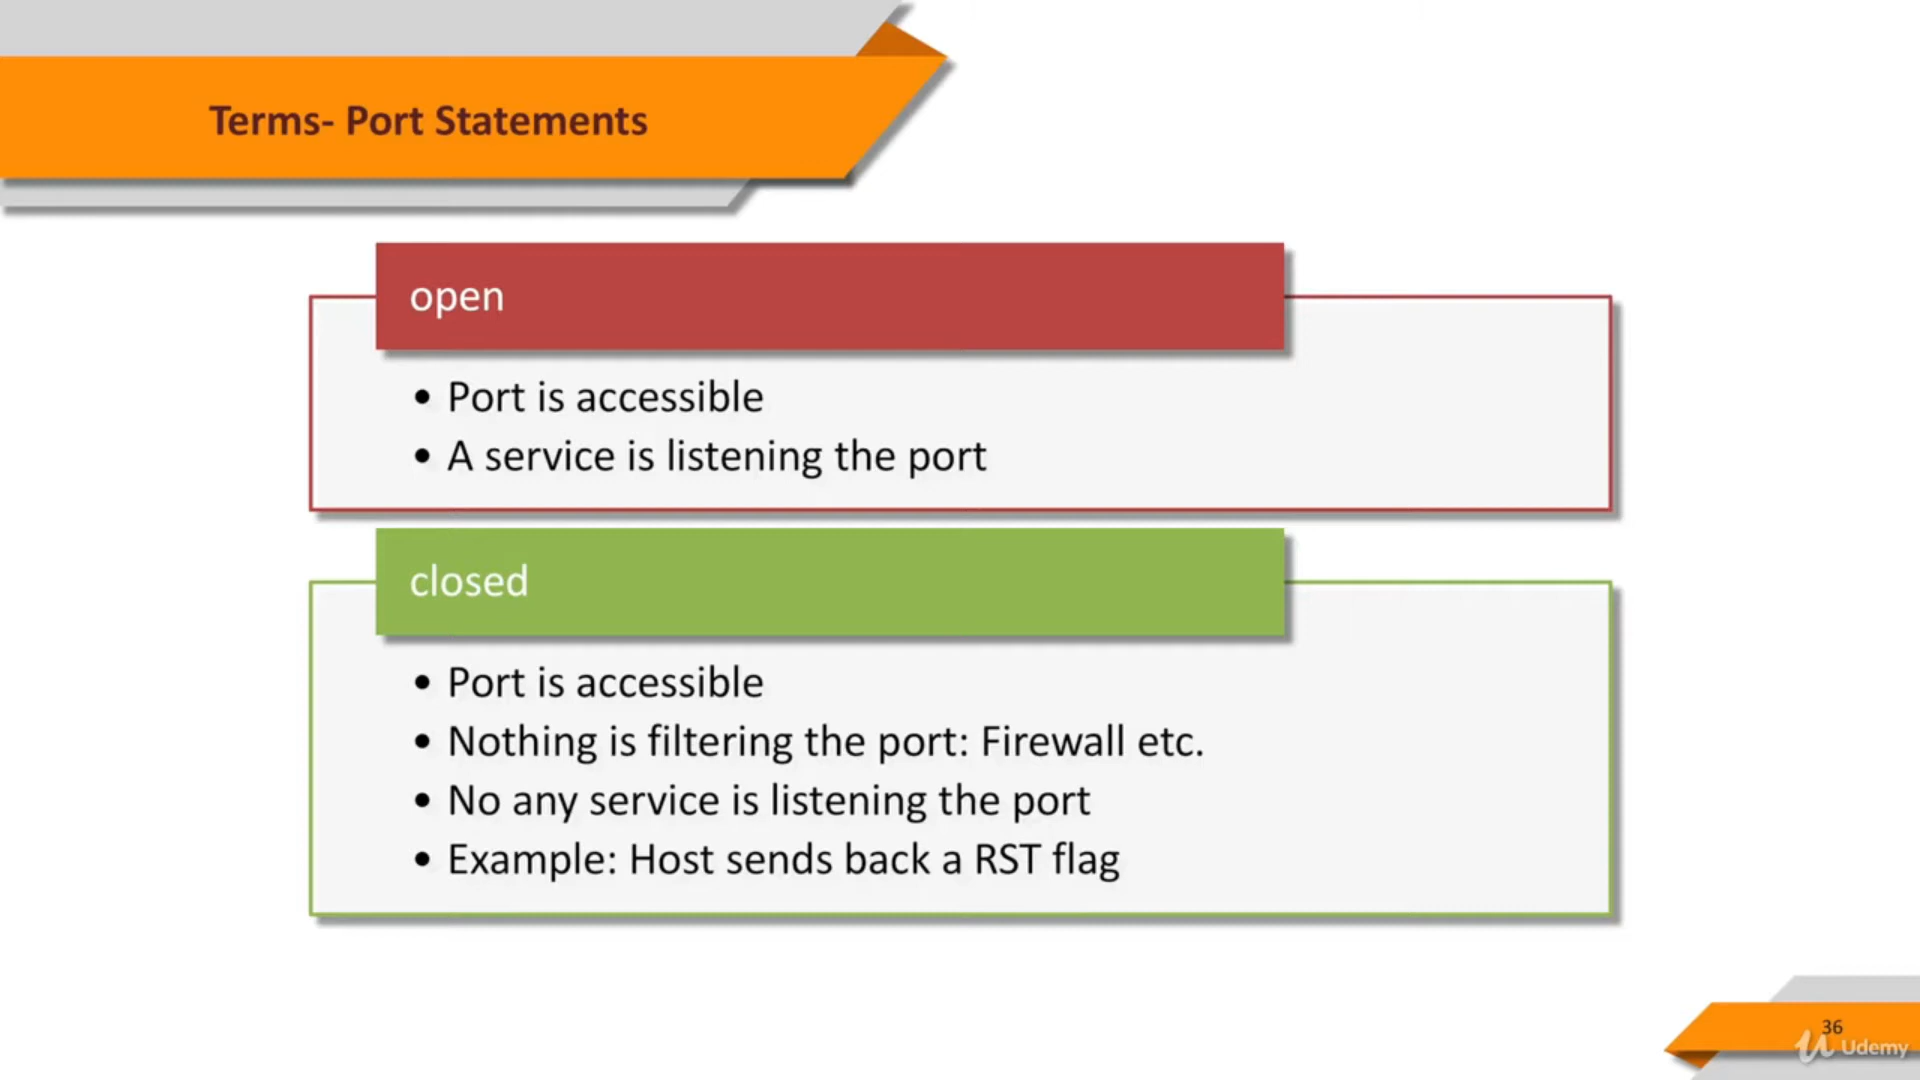 Terms- Port Statements
open
• Port is accessible
• A service is listening the port
closed
• Port is accessible
• Nothing is filtering the port: Firewall etc.
• No any service is listening the port
• Example: Host sends back a RST flag
36
Udemy